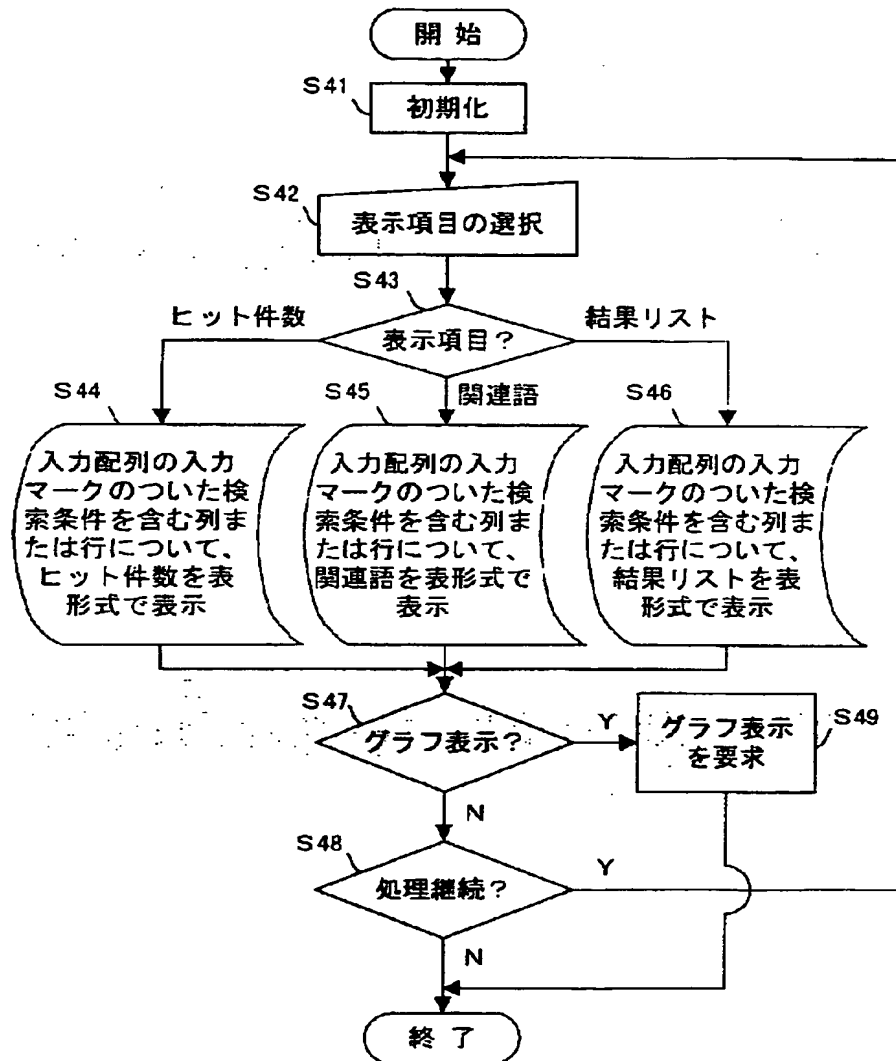 開 始
S41
初期化
S42
表示項目の選択
S43
ヒット件数
表示項目?
結果リスト
S44
S45
関連語
S46
入力配列の入力
マークのついた検
索条件を含む列ま
たは行について、
ヒット件数を表
形式で表示
入力配列の入力
マークのついた検
索条件を含む列ま
たは行について、
関連語を表形式で
表示
入力配列の入力
マークのついた検
索条件を含む列ま
たは行について、
結果リストを表
形式で表示
S47
グラフ表示?
Y
グラフ表示
を要求
S49
N
S48
処理継続?
Y
N
終 了